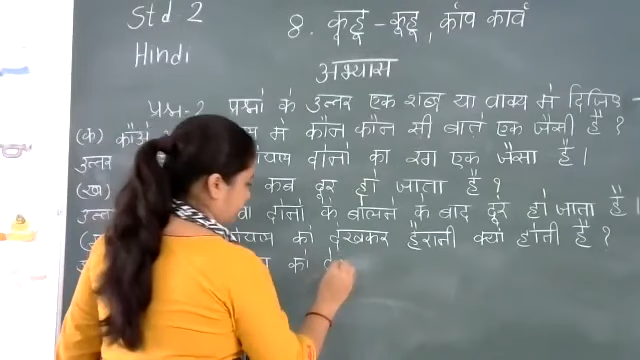 Std-2
Hindi
8. कूहू - कूहू, कांप कावं
अभ्यास
प्रश्न-2 प्रश्नों के उत्तर एक शब्द या वाक्य में दिजिए -
(क) कौओ में कौन कौन सी बातें एक जैसी है ?
उत्तर दोनों का रग एक जैसा है।
(ख) कब दूर हो जाता है ?
उत्तर दोनों के बोलने के बाद दूर हो जाता है।
को देखकर हैरानी क्यों होती है ?
को दे